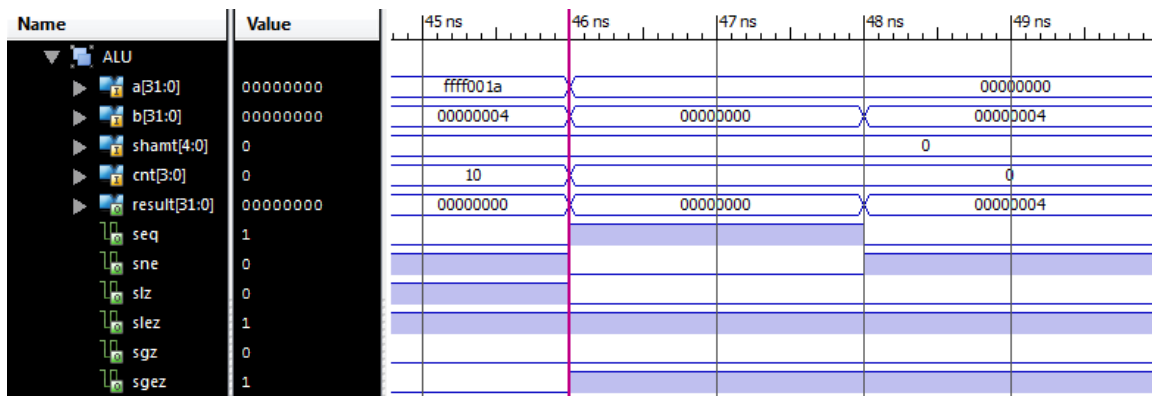 Name Value 45 ns 46 ns 47 ns 48 ns 49 ns
ALU
a[31:0] 00000000 ffff001a 00000000
b[31:0] 00000000 00000004 00000000 00000004
shamt[4:0] 0 0
cnt[3:0] 0 10 0
result[31:0] 00000000 00000000 00000000 00000004
seq 1
sne 0
slz 0
slez 1
sgz 0
sgez 1